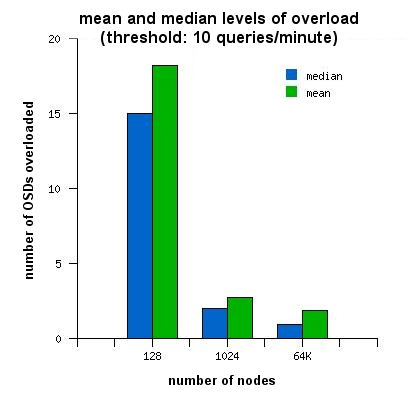 mean and median levels of overload
(threshold: 10 queries/minute)
20
median
mean
15
10
5
0
number of OSDs overloaded
128 1024 64K
number of nodes